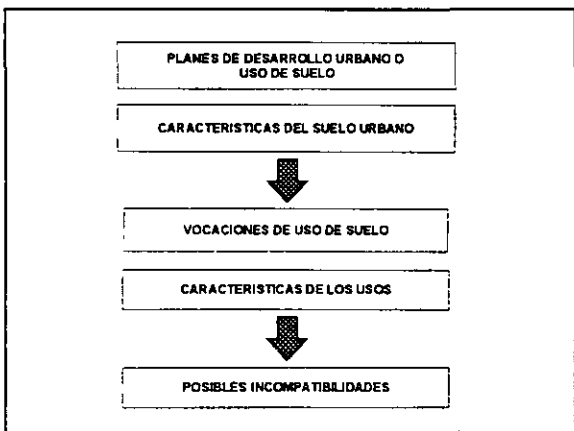 PLANES DE DESARROLLO URBANO O
USO DE SUELO
CARACTERISTICAS DEL SUELO URBANO
VOCACIONES DE USO DE SUELO
CARACTERISTICAS DE LOS USOS
POSIBLES INCOMPATIBILIDADES